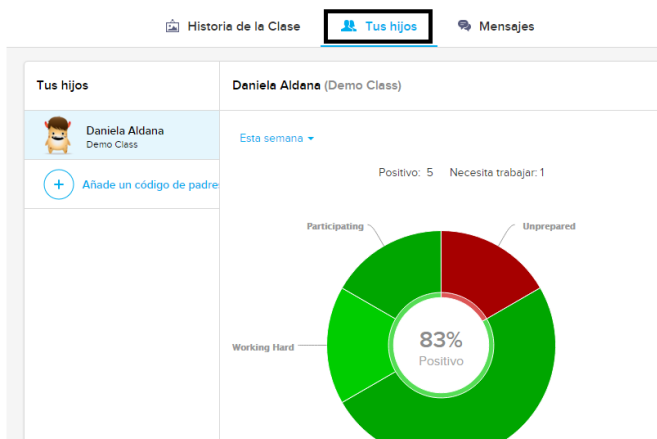 Historia de la Clase
Tus hijos
Mensajes
Tus hijos
Daniela Aldana (Demo Class)
Daniela Aldana
Demo Class
Añade un código de padre
Esta semana
Positivo: 5 Necesita trabajar: 1
Participating
Unprepared
Working Hard
83%
Positivo